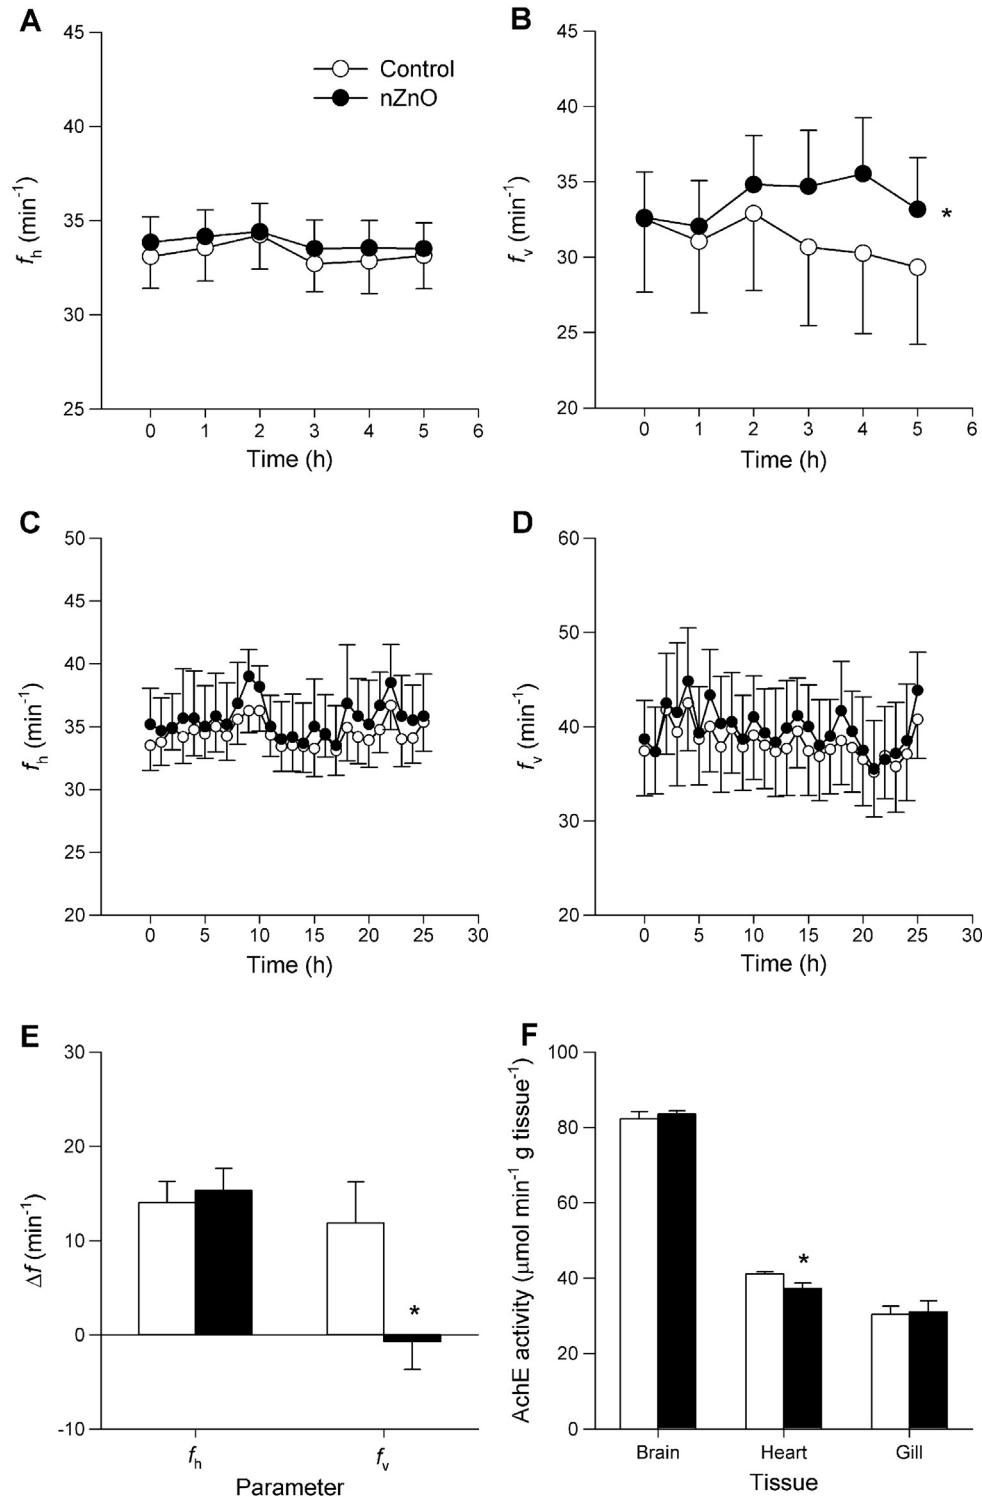 A
45
40
35
30
25
fh (min-1)
Control
nZnO
0 1 2 3 4 5 6
Time (h)
B
45
40
35
30
25
20
fv (min-1)
*
0 1 2 3 4 5 6
Time (h)
C
50
45
40
35
30
25
20
fh (min-1)
0 5 10 15 20 25 30
Time (h)
D
60
50
40
30
20
fv (min-1)
0 5 10 15 20 25 30
Time (h)
E
30
20
10
0
-10
Δf (min-1)
*
fh fv
Parameter
F
100
80
60
40
20
0
AchE activity (μmol min-1 g tissue-1)
*
Brain Heart Gill
Tissue